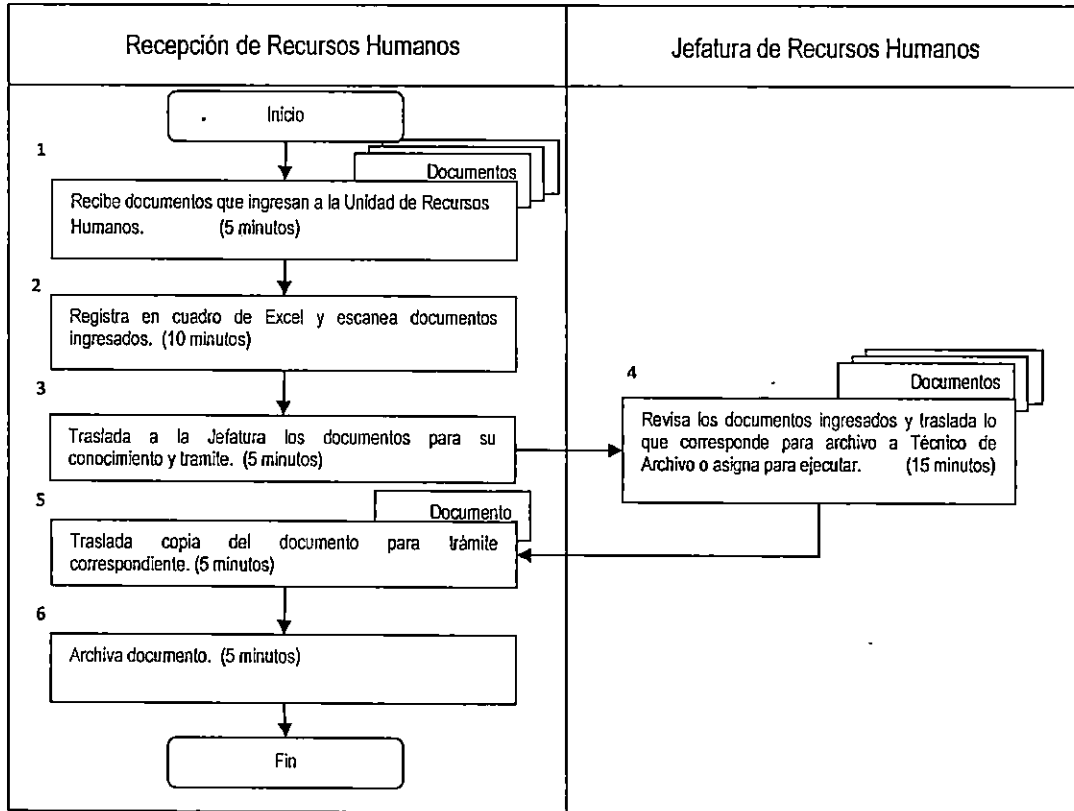 Recepción de Recursos Humanos
Jefatura de Recursos Humanos
Inicio
1
Documentos
Recibe documentos que ingresan a la Unidad de Recursos
Humanos. (5 minutos)
2
Registra en cuadro de Excel y escanea documentos
ingresados. (10 minutos)
3
Traslada a la Jefatura los documentos para su
conocimiento y tramite. (5 minutos)
4
Documentos
Revisa los documentos ingresados y traslada lo
que corresponde para archivo a Técnico de
Archivo o asigna para ejecutar. (15 minutos)
5
Documento
Traslada copia del documento para trámite
correspondiente. (5 minutos)
6
Archiva documento. (5 minutos)
Fin